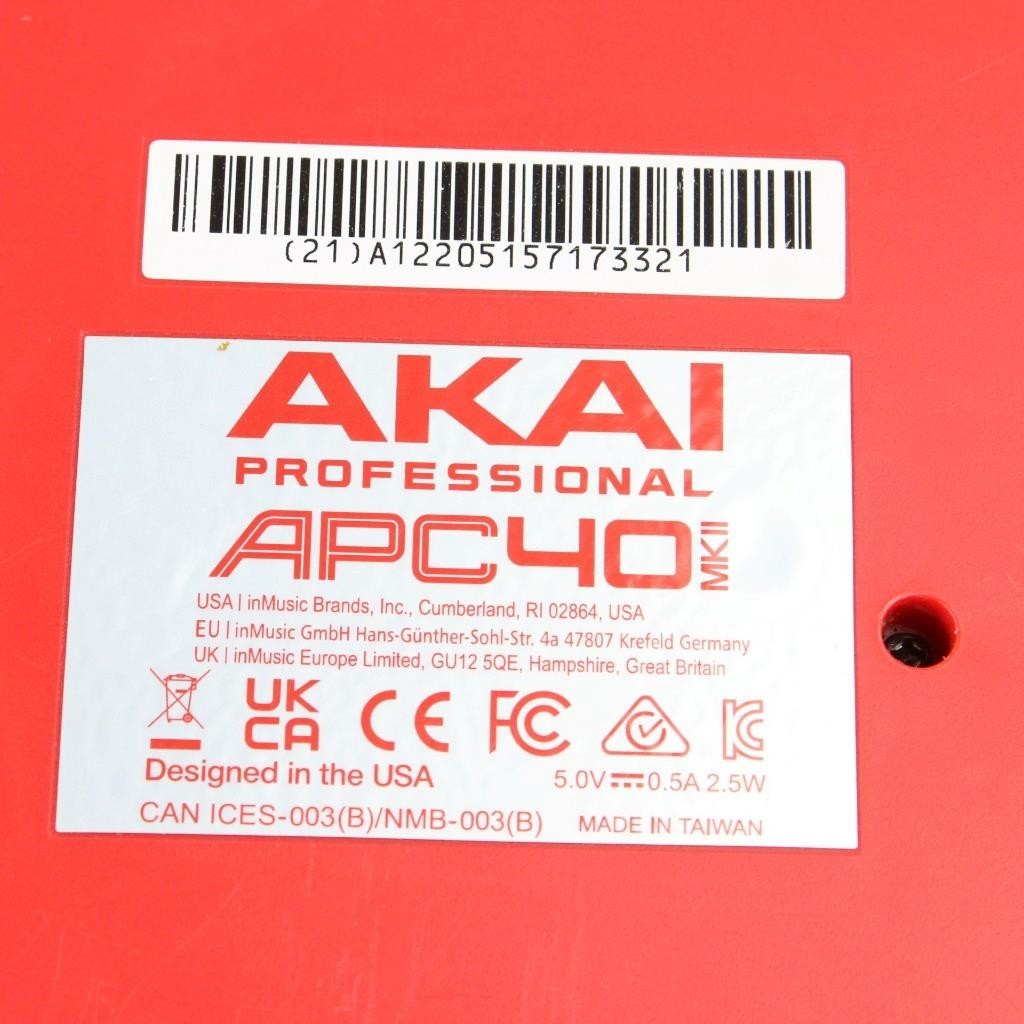 (21)A12205157173321
AKAI
PROFESSIONAL
APC40 MKII
USA | inMusic Brands, Inc., Cumberland, RI 02864, USA
EU | inMusic GmbH Hans-Günther-Sohl-Str. 4a 47807 Krefeld Germany
UK | inMusic Europe Limited, GU12 5QE, Hampshire, Great Britain
UK CA CE FC KC
Designed in the USA 5.0V⎓0.5A 2.5W
CAN ICES-003(B)/NMB-003(B) MADE IN TAIWAN